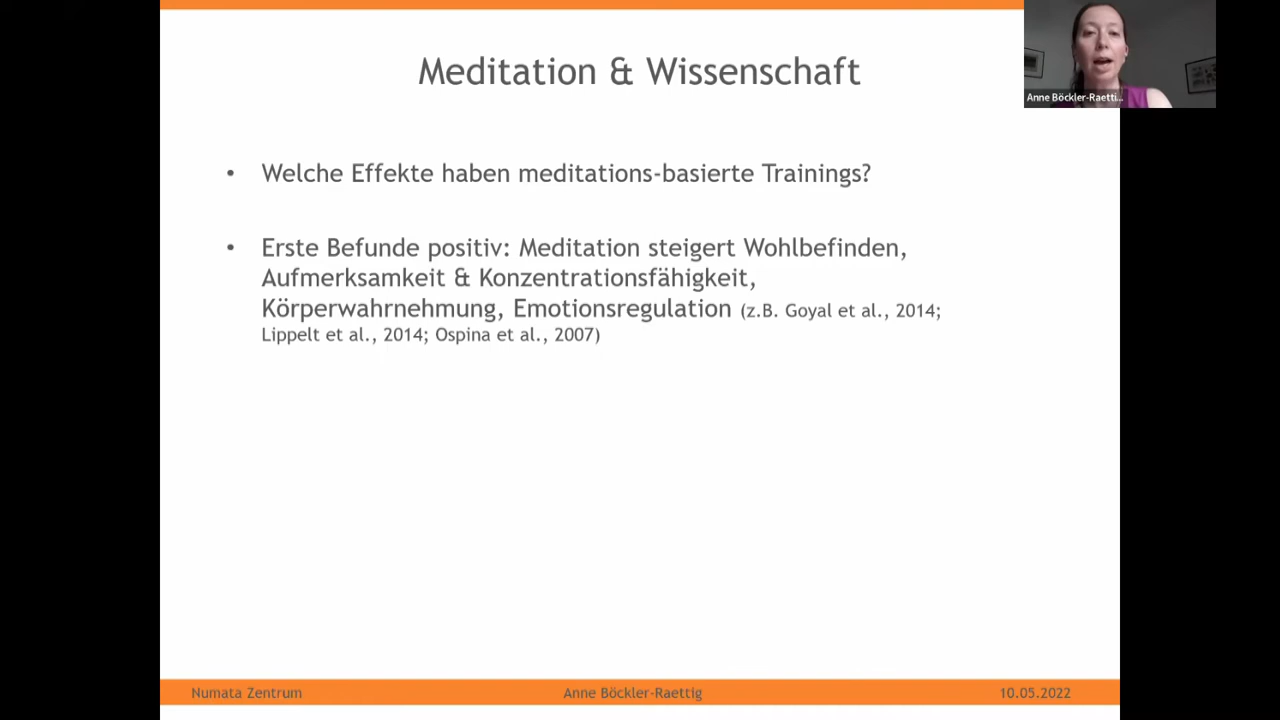 Meditation & Wissenschaft
Anne Böckler-Raetti...
• Welche Effekte haben meditations-basierte Trainings?
• Erste Befunde positiv: Meditation steigert Wohlbefinden,
Aufmerksamkeit & Konzentrationsfähigkeit,
Körperwahrnehmung, Emotionsregulation (z.B. Goyal et al., 2014;
Lippelt et al., 2014; Ospina et al., 2007)
Numata Zentrum
Anne Böckler-Raettig
10.05.2022